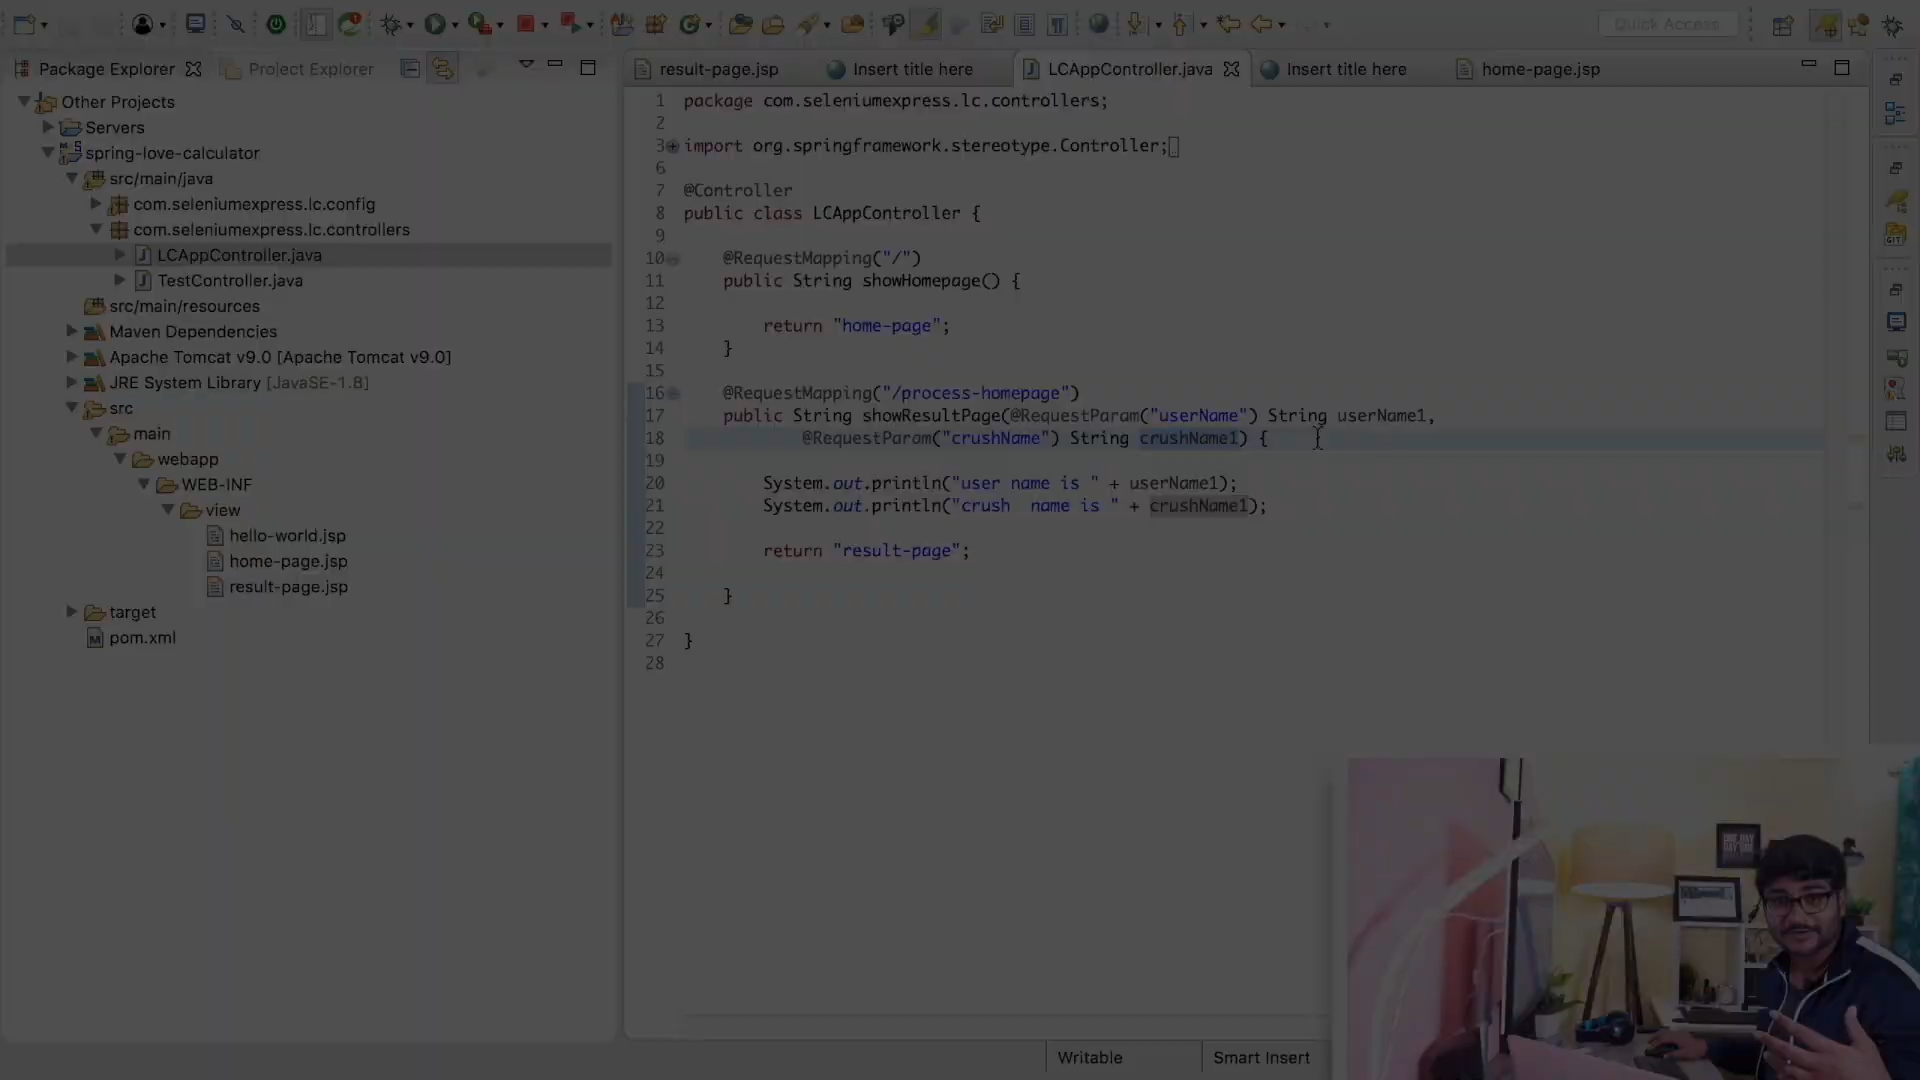 Quick Access
Package Explorer
Project Explorer
Other Projects
Servers
spring-love-calculator
src/main/java
com.seleniumexpress.lc.config
com.seleniumexpress.lc.controllers
LCAppController.java
TestController.java
src/main/resources
Maven Dependencies
Apache Tomcat v9.0 [Apache Tomcat v9.0]
JRE System Library [JavaSE-1.8]
src
main
webapp
WEB-INF
view
hello-world.jsp
home-page.jsp
result-page.jsp
target
pom.xml
result-page.jsp
Insert title here
LCAppController.java
Insert title here
home-page.jsp
1 package com.seleniumexpress.lc.controllers;
2
3 import org.springframework.stereotype.Controller;
6
7 @Controller
8 public class LCAppController {
9
10 @RequestMapping("/")
11 public String showHomepage() {
12
13 return "home-page";
14 }
15
16 @RequestMapping("/process-homepage")
17 public String showResultPage(@RequestParam("userName") String userName1,
18 @RequestParam("crushName") String crushName1) {
19
20 System.out.println("user name is " + userName1);
21 System.out.println("crush  name is " + crushName1);
22
23 return "result-page";
24
25 }
26
27 }
28
Writable
Smart Insert